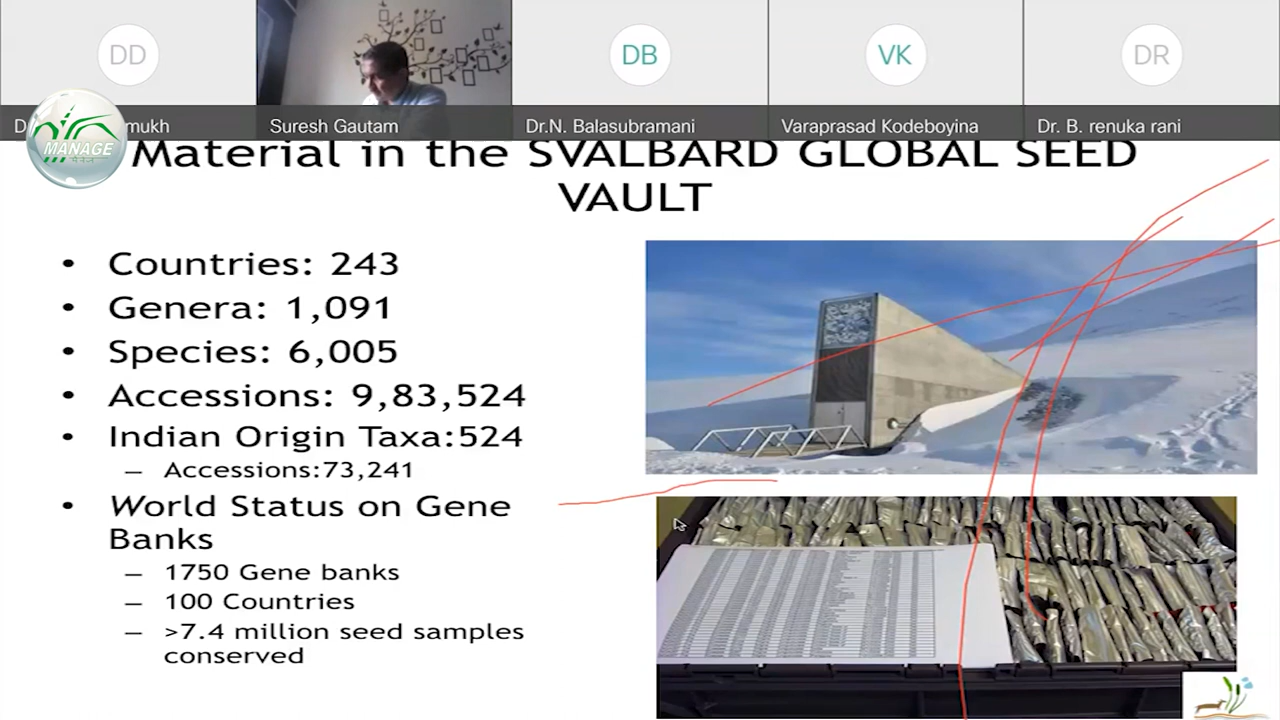 DD
DB
VK
DR
D
mukh
Suresh Gautam
Dr.N. Balasubramani
Varaprasad Kodeboyina
Dr. B. renuka rani
MANAGE
Material in the SVALBARD GLOBAL SEED
VAULT
• Countries: 243
• Genera: 1,091
• Species: 6,005
• Accessions: 9,83,524
• Indian Origin Taxa:524
– Accessions:73,241
• World Status on Gene
Banks
– 1750 Gene banks
– 100 Countries
– >7.4 million seed samples
conserved